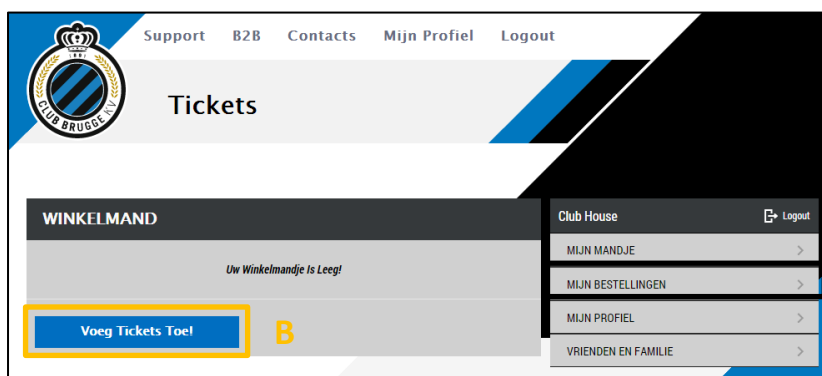 Support B2B Contacts Mijn Profiel Logout
1891
CLUB BRUGGE KV
Tickets
WINKELMAND
Uw Winkelmandje Is Leeg!
Voeg Tickets Toe!
B
Club House
Logout
MIJN MANDJE
MIJN BESTELLINGEN
MIJN PROFIEL
VRIENDEN EN FAMILIE